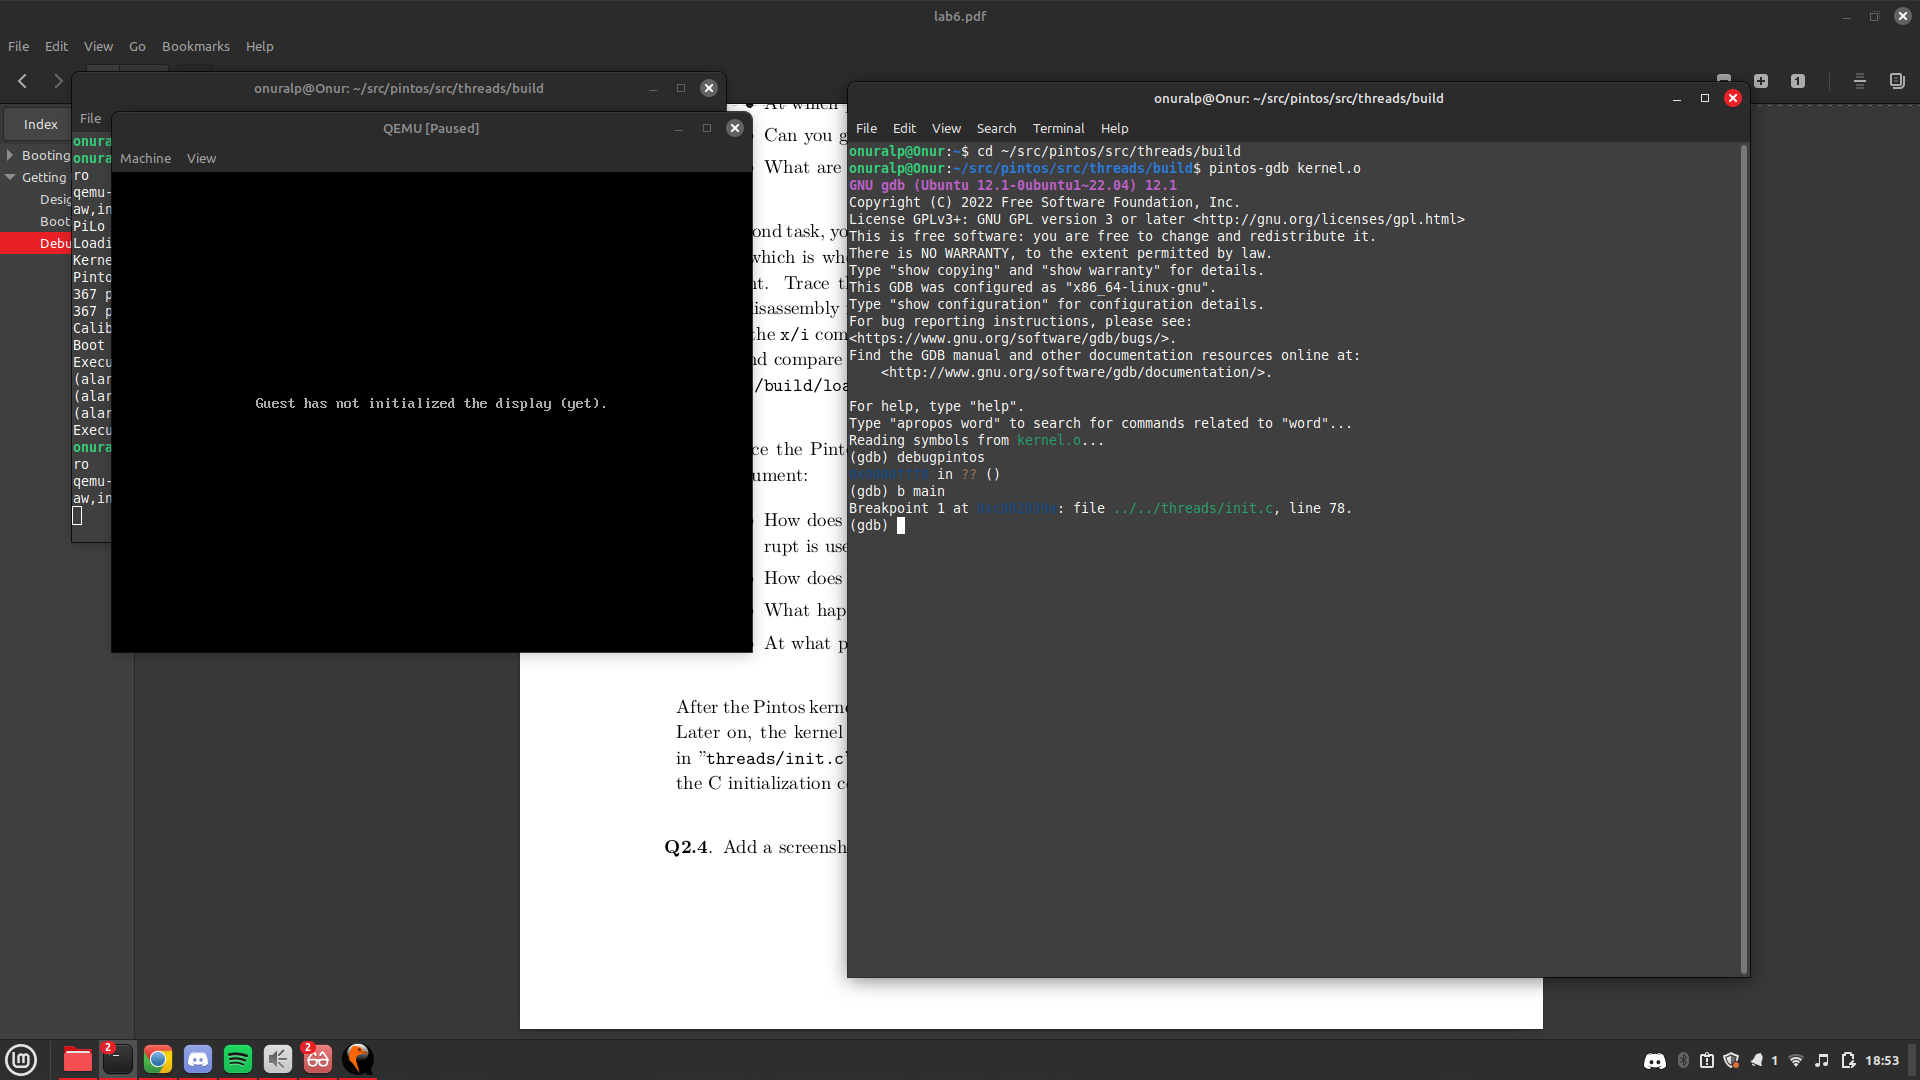 lab6.pdf
File Edit View Go Bookmarks Help
Index
Booting
Getting
Debu
onuralp@Onur: ~/src/pintos/src/threads/build
File
onura
onura
ro
qemu-
aw,in
PiLo
Loadi
Kerne
Pinto
367 p
367 p
Calib
Boot
Execu
(alar
(alar
(alar
Execu
onura
ro
qemu-
aw,in
QEMU [Paused]
Machine View
Guest has not initialized the display (yet).
At which
Can you g
What are
ond task, yo
which is wh
nt. Trace th
isassembly
the x/i com
nd compare
/build/loa
ce the Pint
ument:
How does
rupt is use
How does
What hap
At what p
After the Pintos kerne
Later on, the kernel
in "threads/init.c"
the C initialization co
Q2.4. Add a screensh
onuralp@Onur: ~/src/pintos/src/threads/build
File Edit View Search Terminal Help
onuralp@Onur:~$ cd ~/src/pintos/src/threads/build
onuralp@Onur:~/src/pintos/src/threads/build$ pintos-gdb kernel.o
GNU gdb (Ubuntu 12.1-0ubuntu1~22.04) 12.1
Copyright (C) 2022 Free Software Foundation, Inc.
License GPLv3+: GNU GPL version 3 or later <http://gnu.org/licenses/gpl.html>
This is free software: you are free to change and redistribute it.
There is NO WARRANTY, to the extent permitted by law.
Type "show copying" and "show warranty" for details.
This GDB was configured as "x86_64-linux-gnu".
Type "show configuration" for configuration details.
For bug reporting instructions, please see:
<https://www.gnu.org/software/gdb/bugs/>.
Find the GDB manual and other documentation resources online at:
<http://www.gnu.org/software/gdb/documentation/>.
For help, type "help".
Type "apropos word" to search for commands related to "word"...
Reading symbols from kernel.o...
(gdb) debugpintos
in ?? ()
(gdb) b main
Breakpoint 1 at : file ../../threads/init.c, line 78.
(gdb)
2
2
1
18:53